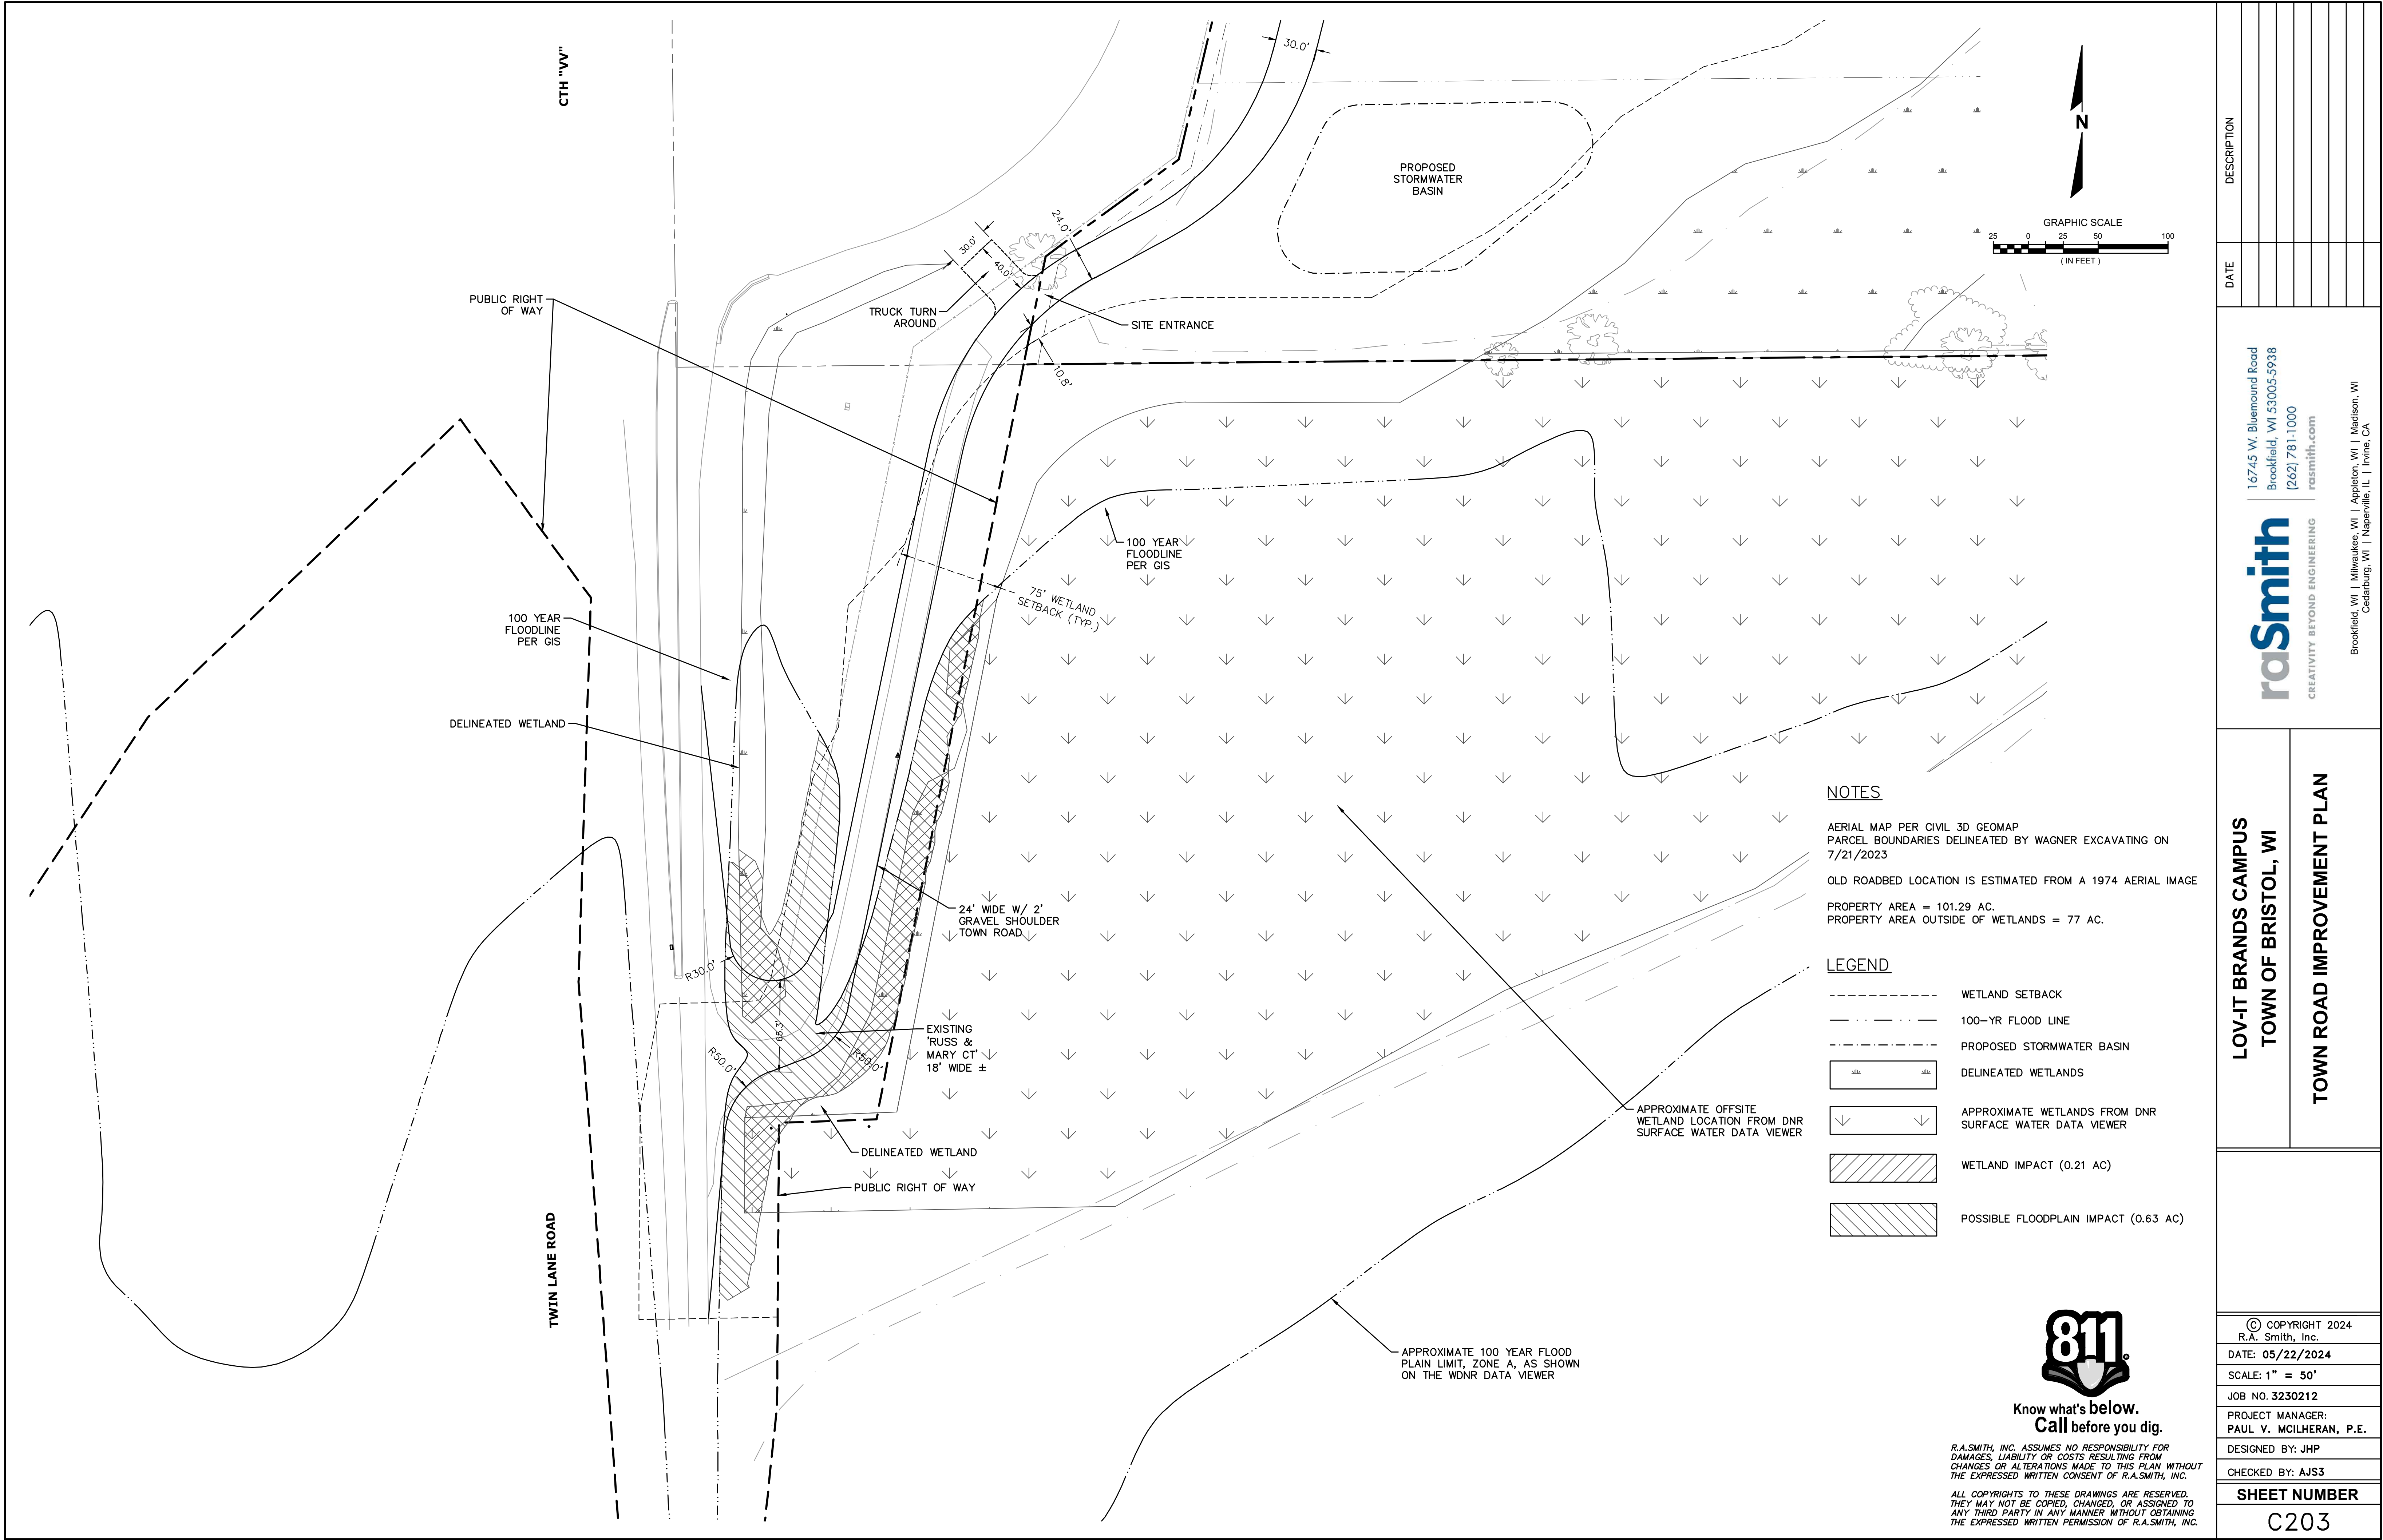 CTH "VV"
30.0'
PROPOSED
STORMWATER
BASIN
N
GRAPHIC SCALE
25 0 25 50 100
( IN FEET )
24.0'
30.0'
40.0'
PUBLIC RIGHT
OF WAY
TRUCK TURN
AROUND
SITE ENTRANCE
10.8'
100 YEAR
FLOODLINE
PER GIS
75' WETLAND
SETBACK (TYP.)
100 YEAR
FLOODLINE
PER GIS
DELINEATED WETLAND
24' WIDE W/ 2'
GRAVEL SHOULDER
TOWN ROAD
R30.0'
65.3'
R50.0'
R50.0'
EXISTING
'RUSS &
MARY CT'
18' WIDE ±
DELINEATED WETLAND
PUBLIC RIGHT OF WAY
TWIN LANE ROAD
APPROXIMATE OFFSITE
WETLAND LOCATION FROM DNR
SURFACE WATER DATA VIEWER
APPROXIMATE 100 YEAR FLOOD
PLAIN LIMIT, ZONE A, AS SHOWN
ON THE WDNR DATA VIEWER
NOTES
AERIAL MAP PER CIVIL 3D GEOMAP
PARCEL BOUNDARIES DELINEATED BY WAGNER EXCAVATING ON
7/21/2023
OLD ROADBED LOCATION IS ESTIMATED FROM A 1974 AERIAL IMAGE
PROPERTY AREA = 101.29 AC.
PROPERTY AREA OUTSIDE OF WETLANDS = 77 AC.
LEGEND
WETLAND SETBACK
100-YR FLOOD LINE
PROPOSED STORMWATER BASIN
DELINEATED WETLANDS
APPROXIMATE WETLANDS FROM DNR
SURFACE WATER DATA VIEWER
WETLAND IMPACT (0.21 AC)
POSSIBLE FLOODPLAIN IMPACT (0.63 AC)
811
Know what's below.
Call before you dig.
R.A.SMITH, INC. ASSUMES NO RESPONSIBILITY FOR
DAMAGES, LIABILITY OR COSTS RESULTING FROM
CHANGES OR ALTERATIONS MADE TO THIS PLAN WITHOUT
THE EXPRESSED WRITTEN CONSENT OF R.A.SMITH, INC.
ALL COPYRIGHTS TO THESE DRAWINGS ARE RESERVED.
THEY MAY NOT BE COPIED, CHANGED, OR ASSIGNED TO
ANY THIRD PARTY IN ANY MANNER WITHOUT OBTAINING
THE EXPRESSED WRITTEN PERMISSION OF R.A.SMITH, INC.
DESCRIPTION
DATE
raSmith
CREATIVITY BEYOND ENGINEERING
16745 W. Bluemound Road
Brookfield, WI 53005-5938
(262) 781-1000
rasmith.com
Brookfield, WI | Milwaukee, WI | Appleton, WI | Madison, WI
Cedarburg, WI | Naperville, IL | Irvine, CA
LOV-IT BRANDS CAMPUS
TOWN OF BRISTOL, WI
TOWN ROAD IMPROVEMENT PLAN
© COPYRIGHT 2024
R.A. Smith, Inc.
DATE: 05/22/2024
SCALE: 1" = 50'
JOB NO. 3230212
PROJECT MANAGER:
PAUL V. MCILHERAN, P.E.
DESIGNED BY: JHP
CHECKED BY: AJS3
SHEET NUMBER
C203